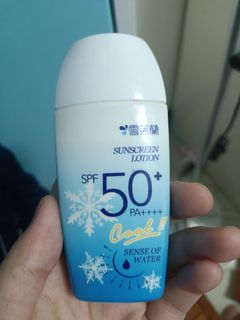 雪芙蘭
SUNSCREEN
LOTION
SPF 50+
PA++++
Cool!!
SENSE OF
WATER